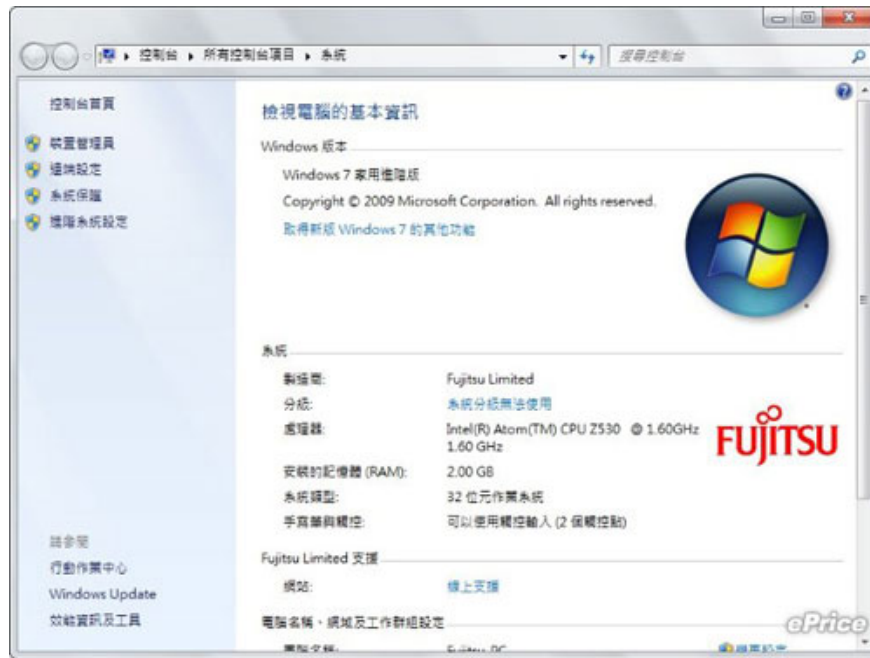 控制台 ▸ 所有控制台項目 ▸ 系統
搜尋控制台
控制台首頁
裝置管理員
遠端設定
系統保護
進階系統設定
檢視電腦的基本資訊
Windows 版本
Windows 7 家用進階版
Copyright © 2009 Microsoft Corporation. All rights reserved.
取得新版 Windows 7 的其他功能
系統
製造商: Fujitsu Limited
分級: 系統分級無法使用
處理器: Intel(R) Atom(TM) CPU Z530 @ 1.60GHz
1.60 GHz
FUJITSU
安裝的記憶體 (RAM): 2.00 GB
系統類型: 32 位元作業系統
手寫筆與觸控: 可以使用觸控輸入 (2 個觸控點)
Fujitsu Limited 支援
網站: 線上支援
電腦名稱、網域及工作群組設定
電腦名稱: Fujitsu-PC 變更設定
請參閱
行動作業中心
Windows Update
效能資訊及工具
ePrice